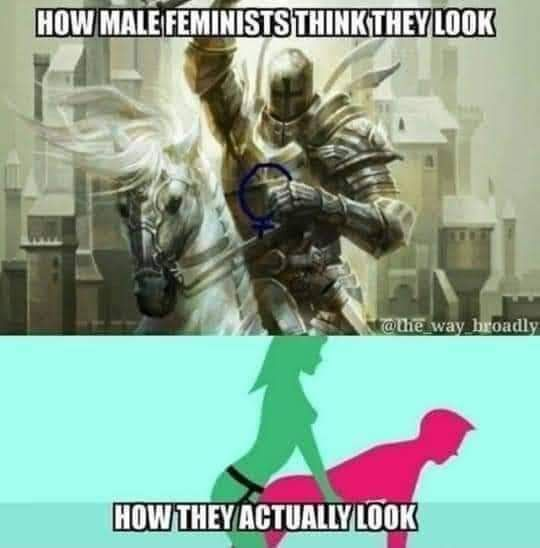 HOW MALE FEMINISTS THINK THEY LOOK
@the_way_broadly
HOW THEY ACTUALLY LOOK